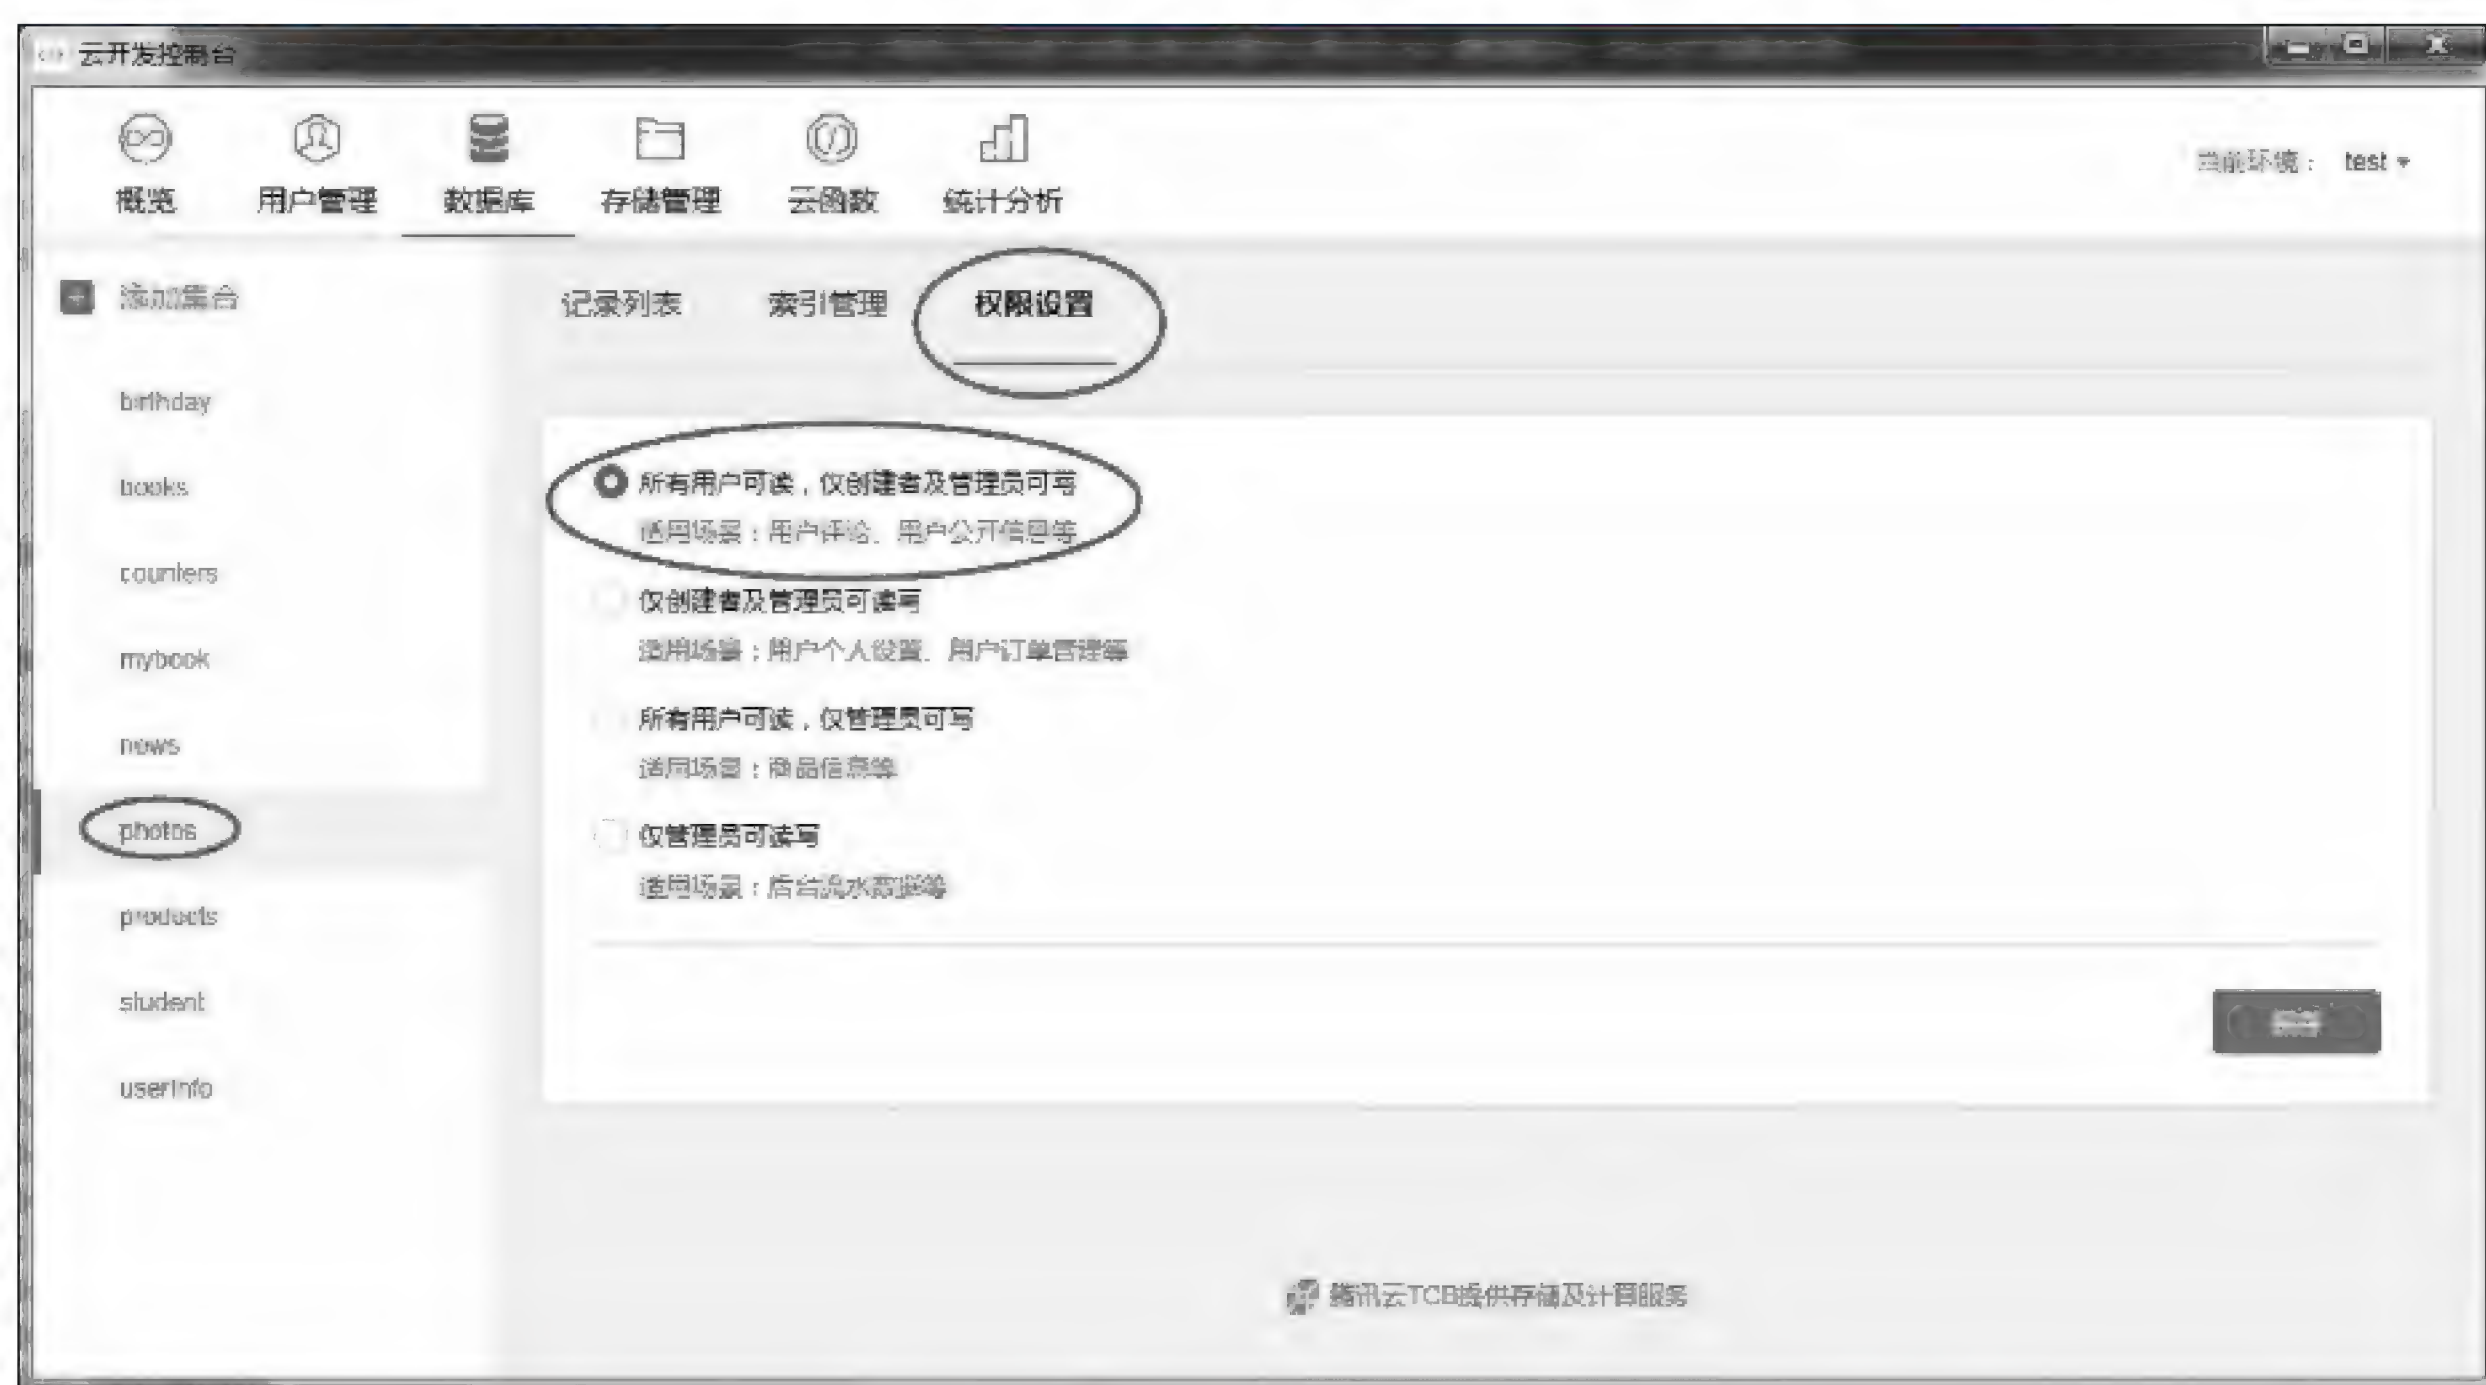 云开发控制台
概览 用户管理 数据库 存储管理 云函数 统计分析
当前环境： test
添加集合
记录列表 索引管理 权限设置
birthday
books
counters
mybook
news
photos
products
student
userinfo
所有用户可读，仅创建者及管理员可写
适用场景：用户评论、用户公开信息等
仅创建者及管理员可读写
适用场景：用户个人设置、用户订单管理等
所有用户可读，仅管理员可写
适用场景：商品信息等
仅管理员可读写
适用场景：后台流水数据等
腾讯云TCB提供存储及计算服务